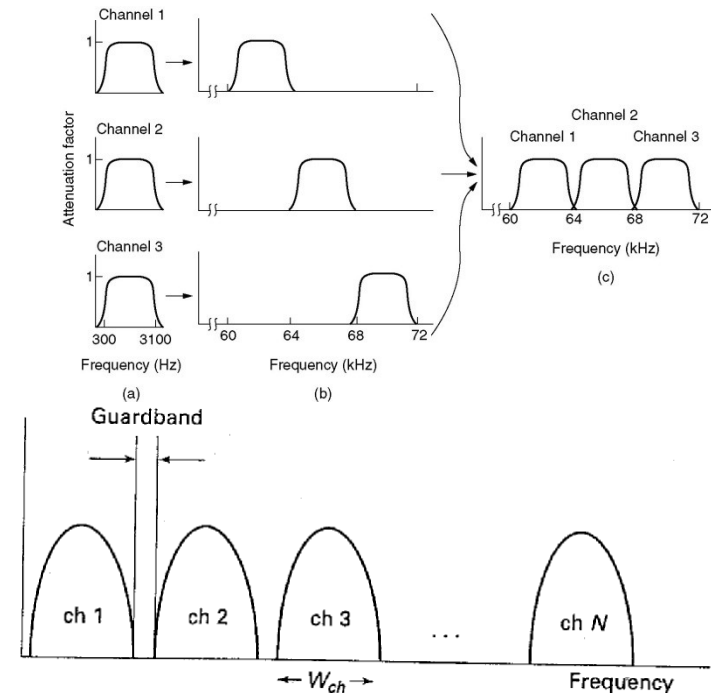 Channel 1
1
Channel 2
1
Attenuation factor
Channel 3
1
300 3100
Frequency (Hz)
(a)
60 64 68 72
Frequency (kHz)
(b)
Channel 2
Channel 1 Channel 3
60 64 68 72
Frequency (kHz)
(c)
Guardband
ch 1 ch 2 ch 3 ... ch N
W_ch
Frequency